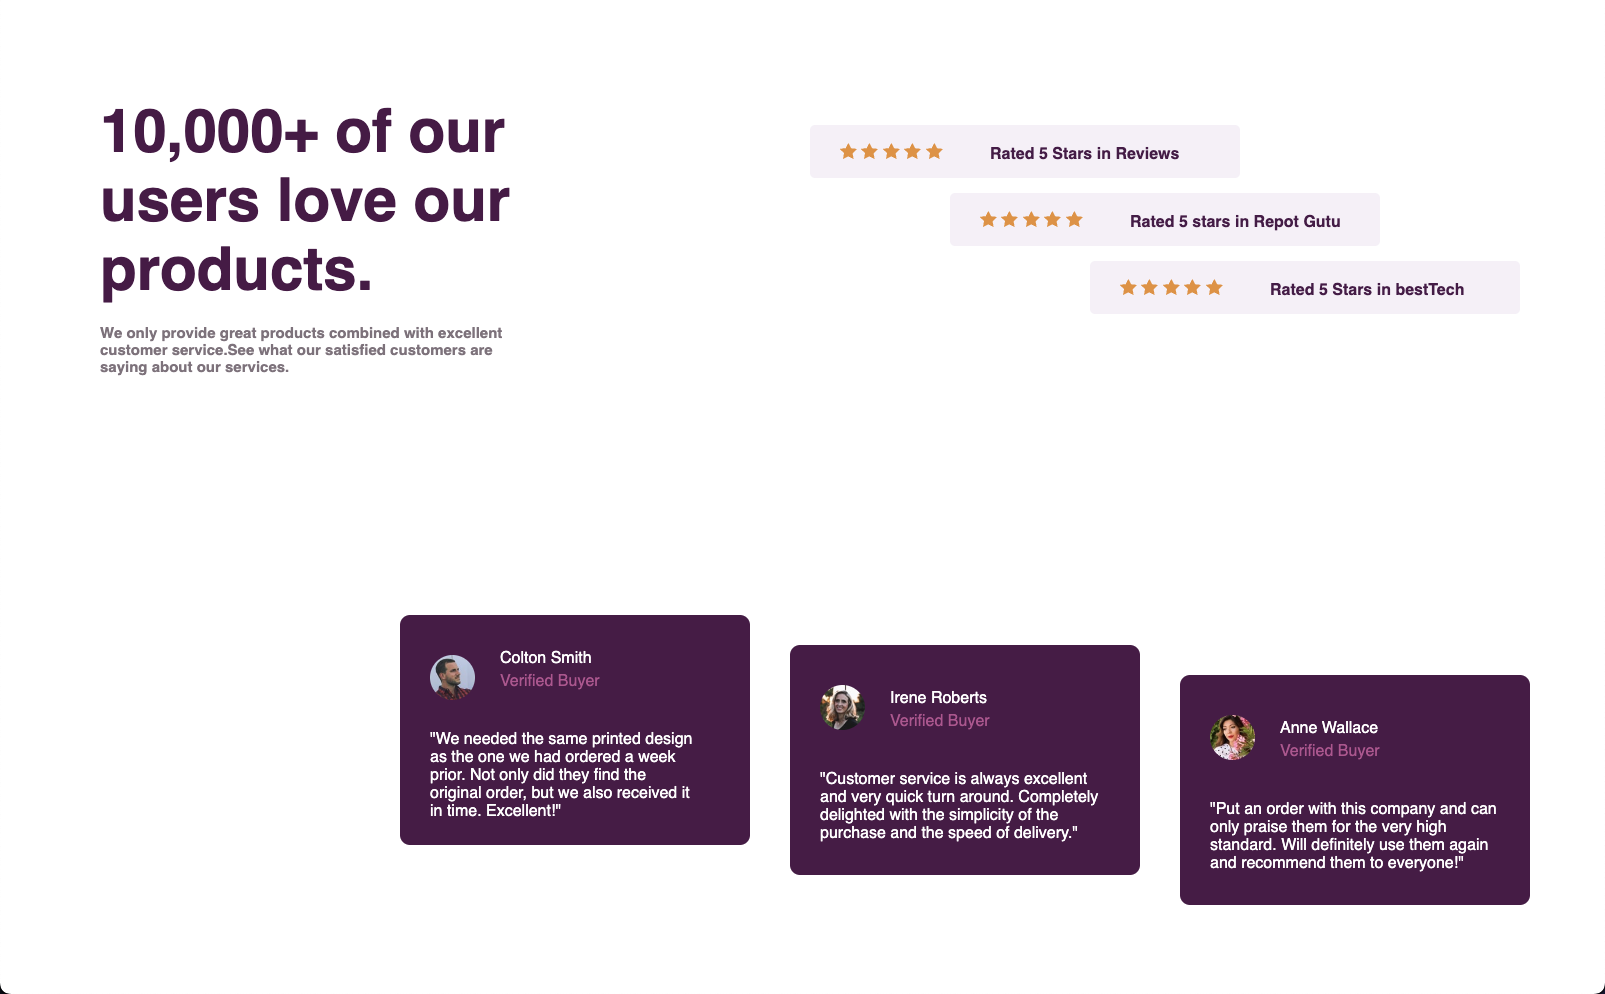 10,000+ of our
users love our
products.
We only provide great products combined with excellent
customer service.See what our satisfied customers are
saying about our services.
Rated 5 Stars in Reviews
Rated 5 stars in Repot Gutu
Rated 5 Stars in bestTech
Colton Smith
Verified Buyer
"We needed the same printed design
as the one we had ordered a week
prior. Not only did they find the
original order, but we also received it
in time. Excellent!"
Irene Roberts
Verified Buyer
"Customer service is always excellent
and very quick turn around. Completely
delighted with the simplicity of the
purchase and the speed of delivery."
Anne Wallace
Verified Buyer
"Put an order with this company and can
only praise them for the very high
standard. Will definitely use them again
and recommend them to everyone!"